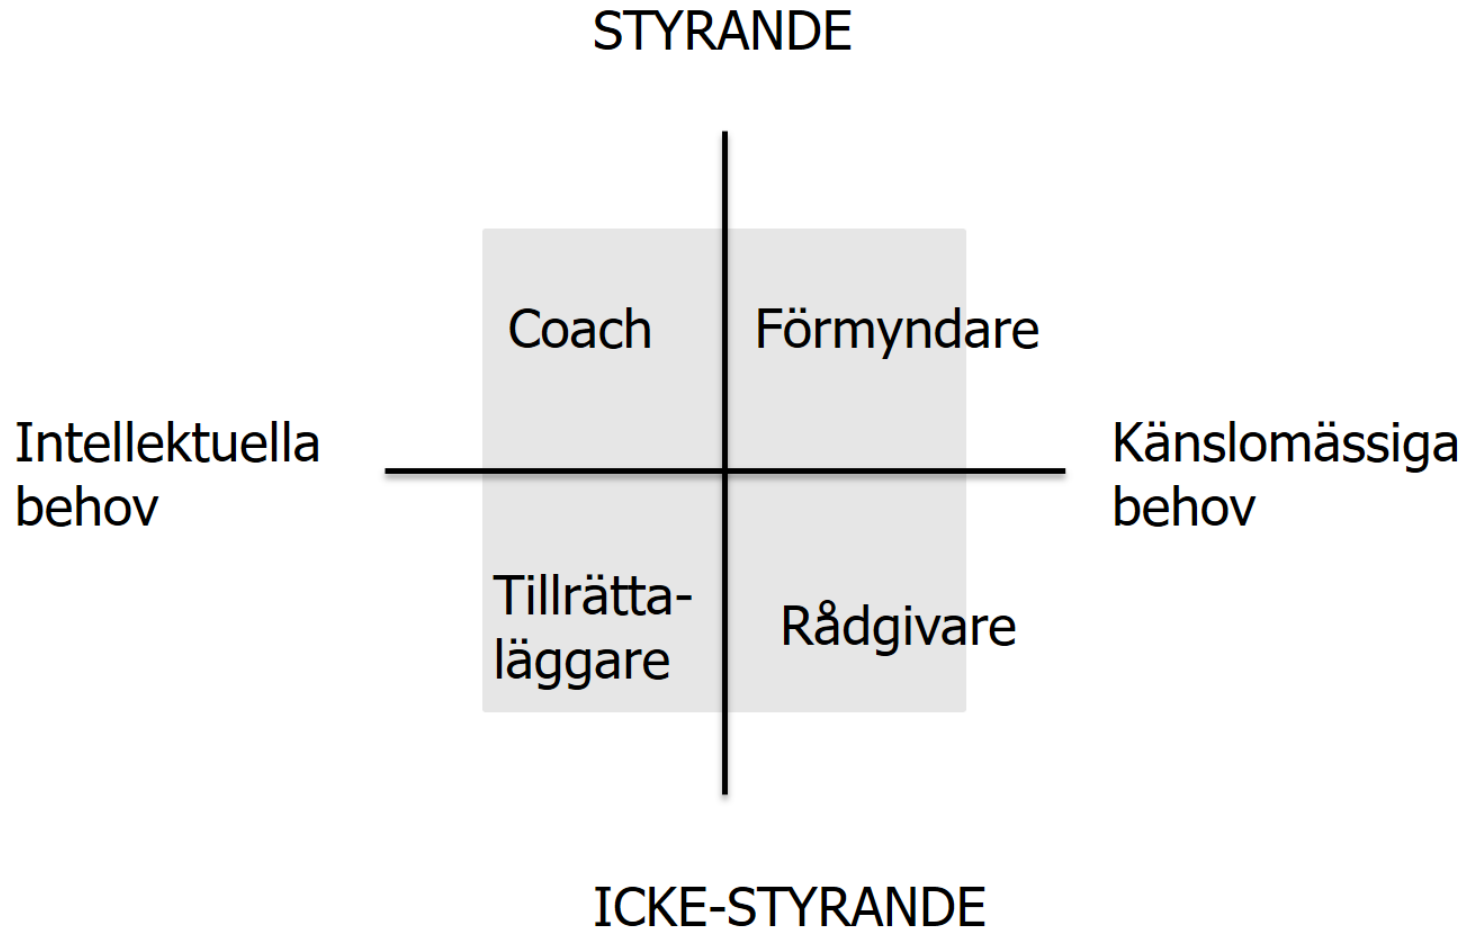 STYRANDE
Coach
Förmyndare
Intellektuella
behov
Känslomässiga
behov
Tillrätta-
läggare
Rådgivare
ICKE-STYRANDE